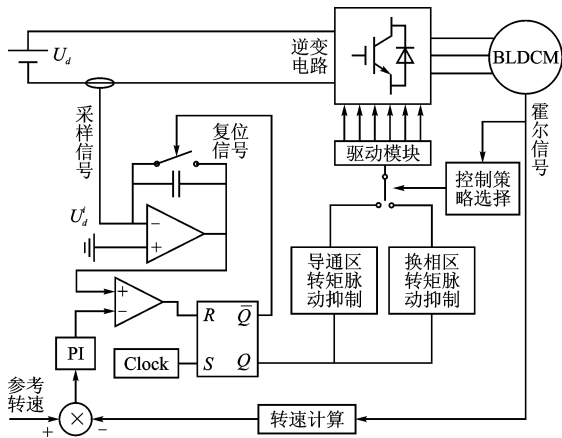 U_d
逆变
电路
BLDCM
采样信号
复位
信号
霍尔信号
驱动模块
控制策
略选择
U_d^i
−
+
导通区
转矩脉
动抑制
换相区
转矩脉
动抑制
+
−
R
Q̅
PI
Clock
S
Q
参考
转速
×
转速计算
+
−